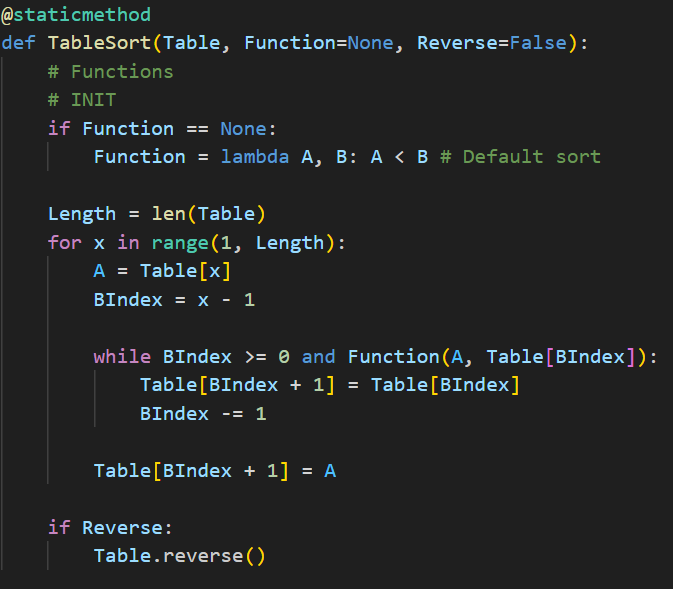 @staticmethod
def TableSort(Table, Function=None, Reverse=False):
    # Functions
    # INIT
    if Function == None:
        Function = lambda A, B: A < B # Default sort

    Length = len(Table)
    for x in range(1, Length):
        A = Table[x]
        BIndex = x - 1

        while BIndex >= 0 and Function(A, Table[BIndex]):
            Table[BIndex + 1] = Table[BIndex]
            BIndex -= 1

        Table[BIndex + 1] = A

    if Reverse:
        Table.reverse()